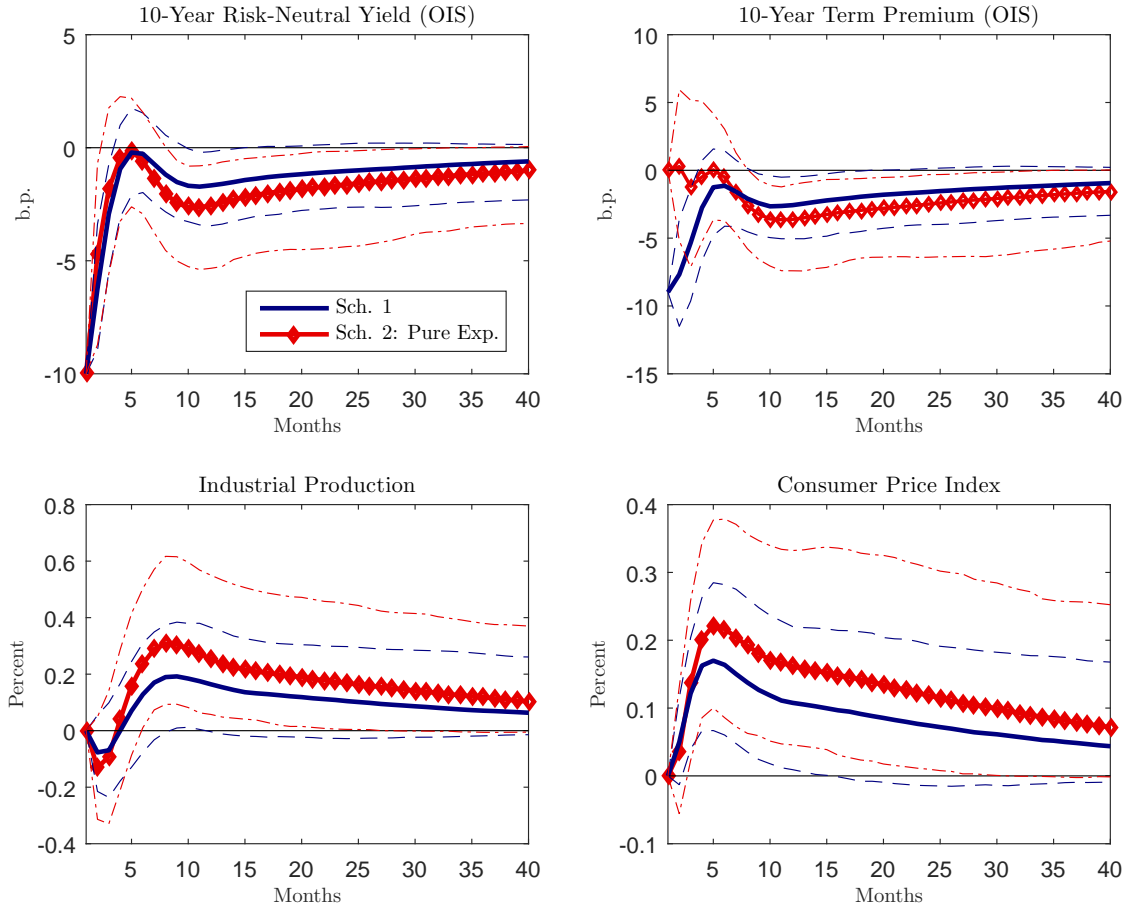 10-Year Risk-Neutral Yield (OIS)
5
0
-5
-10
b.p.
5 10 15 20 25 30 35 40
Months
Sch. 1
Sch. 2: Pure Exp.
10-Year Term Premium (OIS)
10
5
0
-5
-10
-15
b.p.
5 10 15 20 25 30 35 40
Months
Industrial Production
0.8
0.6
0.4
0.2
0
-0.2
-0.4
Percent
5 10 15 20 25 30 35 40
Months
Consumer Price Index
0.4
0.3
0.2
0.1
0
-0.1
Percent
5 10 15 20 25 30 35 40
Months